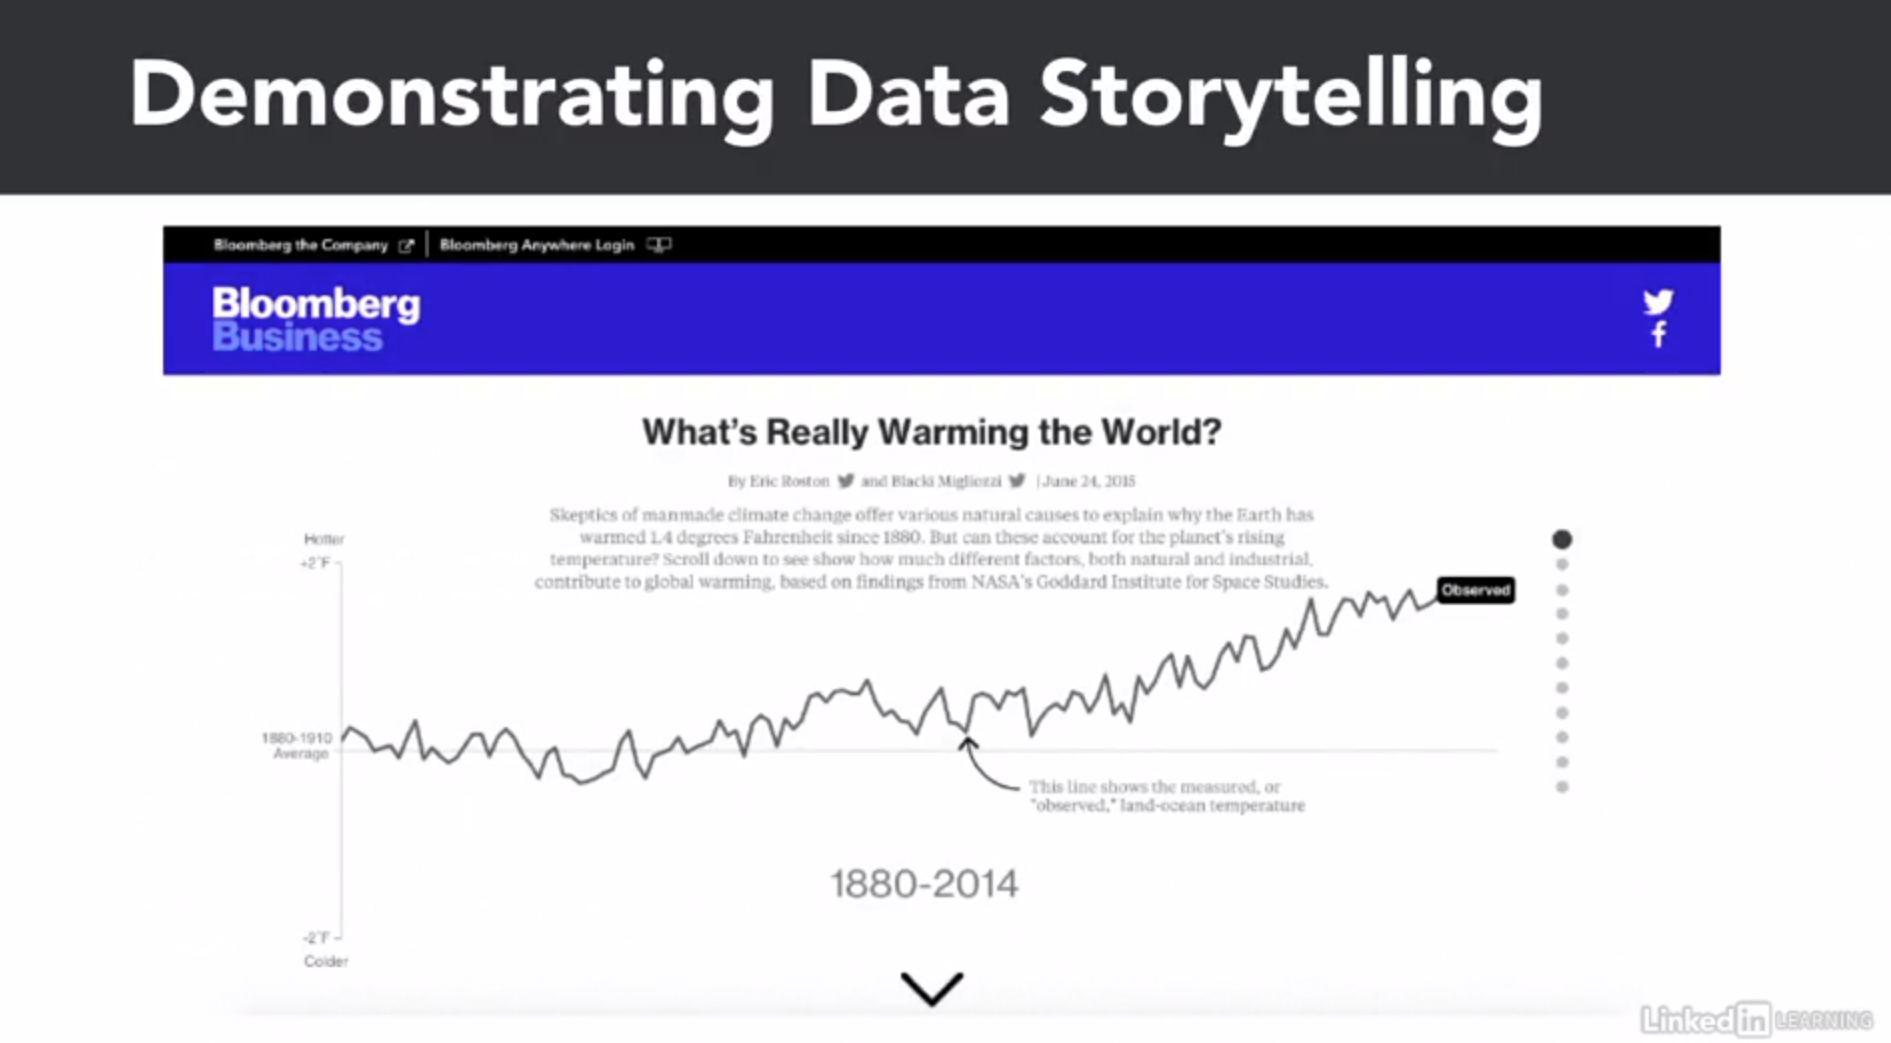 Demonstrating Data Storytelling
Bloomberg the Company
Bloomberg Anywhere Login
Bloomberg
Business
f
What's Really Warming the World?
By Eric Roston and Blacki Migliozzi | June 24, 2015
Skeptics of manmade climate change offer various natural causes to explain why the Earth has
warmed 1.4 degrees Fahrenheit since 1880. But can these account for the planet's rising
temperature? Scroll down to see show how much different factors, both natural and industrial,
contribute to global warming, based on findings from NASA's Goddard Institute for Space Studies.
Hotter
+2°F
Observed
1880-1910
Average
This line shows the measured, or
"observed," land-ocean temperature
1880-2014
-2°F
Colder
Linked in LEARNING